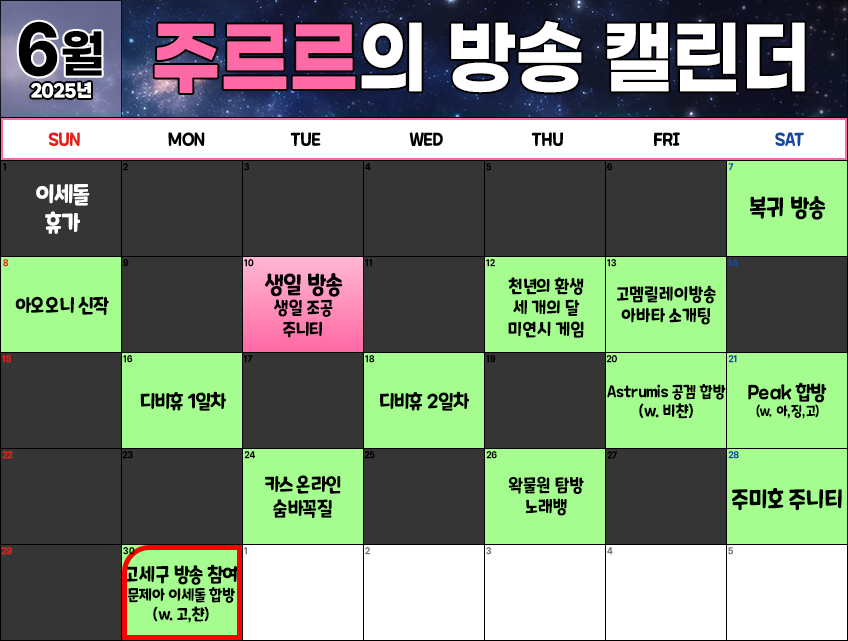 6월
2025년
주르르의 방송 캘린더
SUN MON TUE WED THU FRI SAT
1 2 3 4 5 6 7
이세돌
휴가
복귀 방송
8 9 10 11 12 13 14
아오오니 신작
생일 방송
생일 조공
주니티
천년의 환생
세 개의 달
미연시 게임
고멤릴레이방송
아바타 소개팅
15 16 17 18 19 20 21
디비휴 1일차
디비휴 2일차
Astrumis 공겜 합방
(w. 비챤)
Peak 합방
(w. 아,징,고)
22 23 24 25 26 27 28
카스 온라인
숨바꼭질
왁물원 탐방
노래뱅
주미호 주니티
29 30 1 2 3 4 5
고세구 방송 참여
문제아 이세돌 합방
(w. 고,챤)